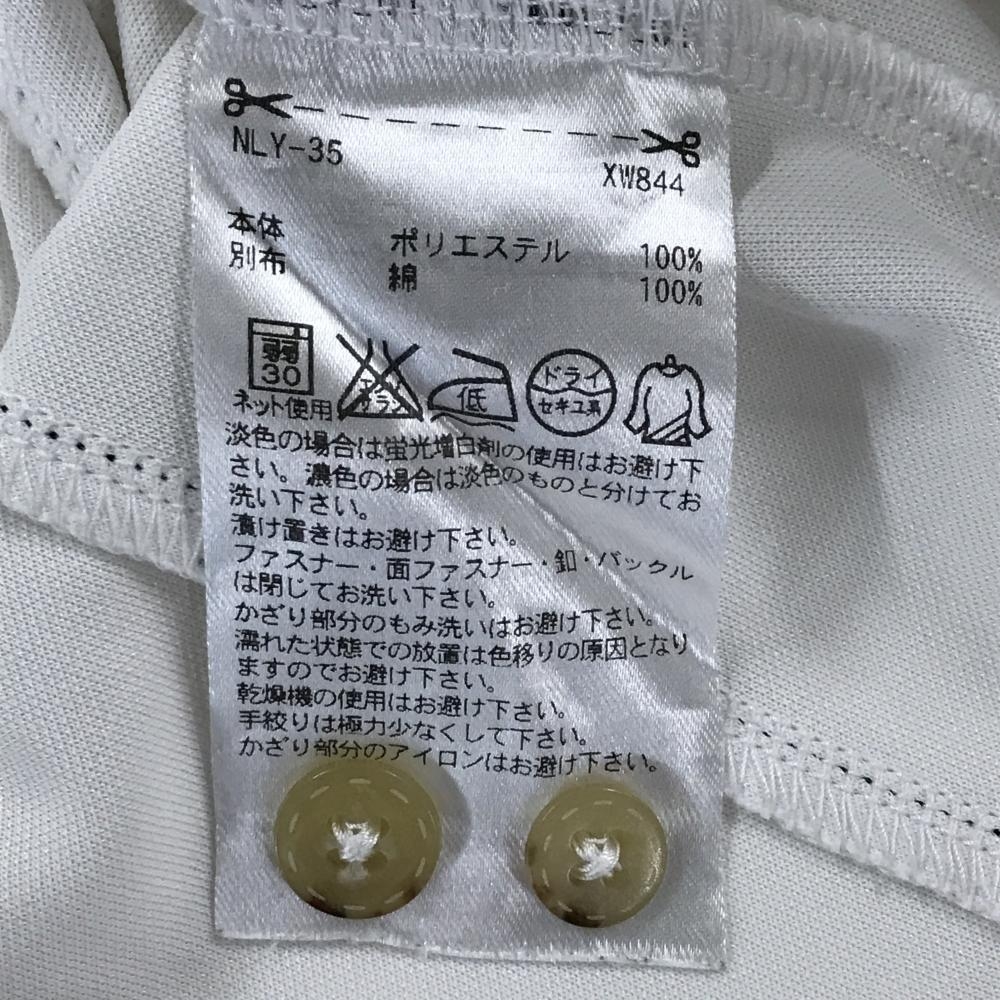 NLY-35
XW844
本体 ポリエステル 100%
別布 綿 100%
弱
30
エンソ
サラシ
低
ドライ
セキユ系
ネット使用
淡色の場合は蛍光増白剤の使用はお避け下
さい。濃色の場合は淡色のものと分けてお
洗い下さい。
漬け置きはお避け下さい。
ファスナー・面ファスナー・釦・バックル
は閉じてお洗い下さい。
かざり部分のもみ洗いはお避け下さい。
濡れた状態での放置は色移りの原因となり
ますのでお避け下さい。
乾燥機の使用はお避け下さい。
手絞りは極力少なくして下さい。
かざり部分のアイロンはお避け下さい。